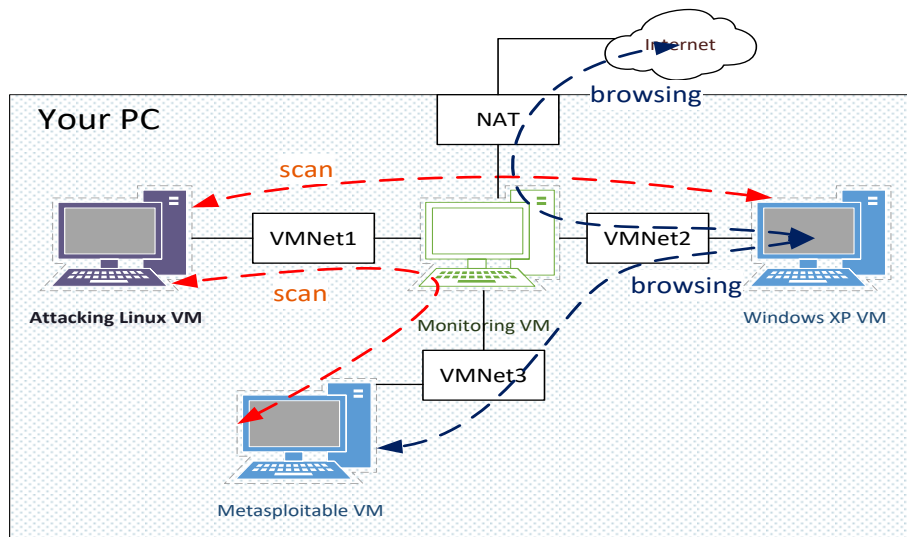 Internet
browsing
Your PC
NAT
scan
VMNet1
VMNet2
scan
browsing
Attacking Linux VM
Monitoring VM
Windows XP VM
VMNet3
Metasploitable VM